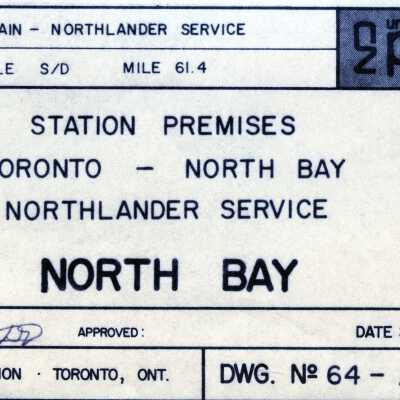 AIN – NORTHLANDER SERVICE
LE S/D MILE 61.4
STATION PREMISES
ORONTO – NORTH BAY
NORTHLANDER SERVICE
NORTH BAY
APPROVED: DATE
ION · TORONTO, ONT. DWG. Nº 64 –